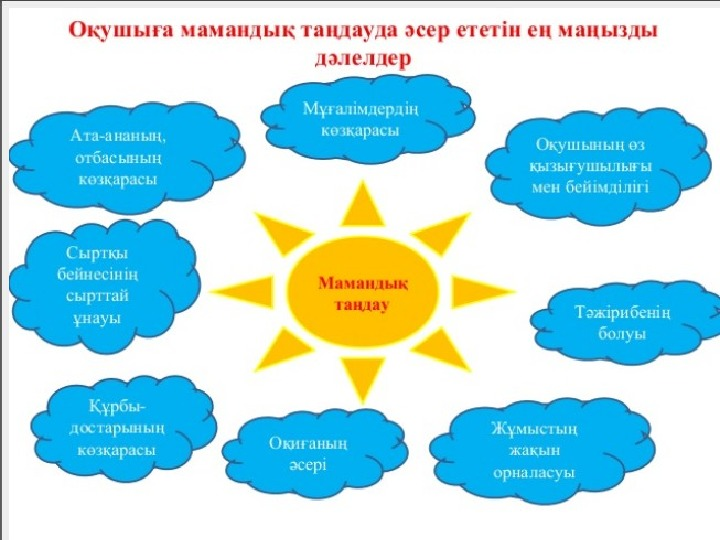 Оқушыға мамандық таңдауда әсер ететін ең маңызды
дәлелдер
Мұғалімдердің
көзқарасы
Ата-ананың,
отбасының
көзқарасы
Оқушының өз
қызығушылығы
мен бейімділігі
Сыртқы
бейнесінің
сырттай
ұнауы
Мамандық
таңдау
Тәжірибенің
болуы
Құрбы-
достарының
көзқарасы
Оқиғаның
әсері
Жұмыстың
жақын
орналасуы